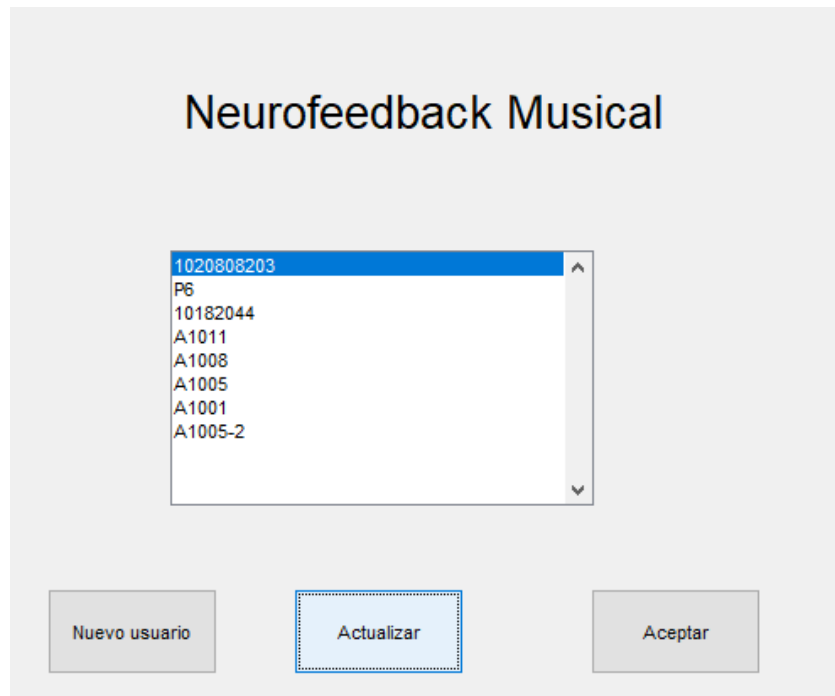 Neurofeedback Musical
1020808203
P6
10182044
A1011
A1008
A1005
A1001
A1005-2
Nuevo usuario
Actualizar
Aceptar